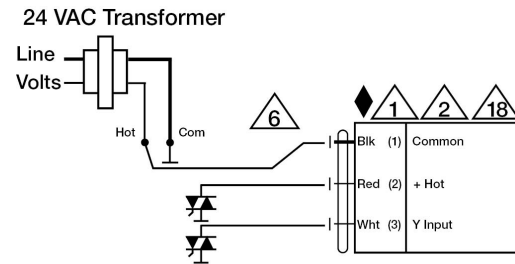 24 VAC Transformer
Line
Volts
Hot
Com
6
1
2
18
Blk (1) Common
Red (2) + Hot
Wht (3) Y Input